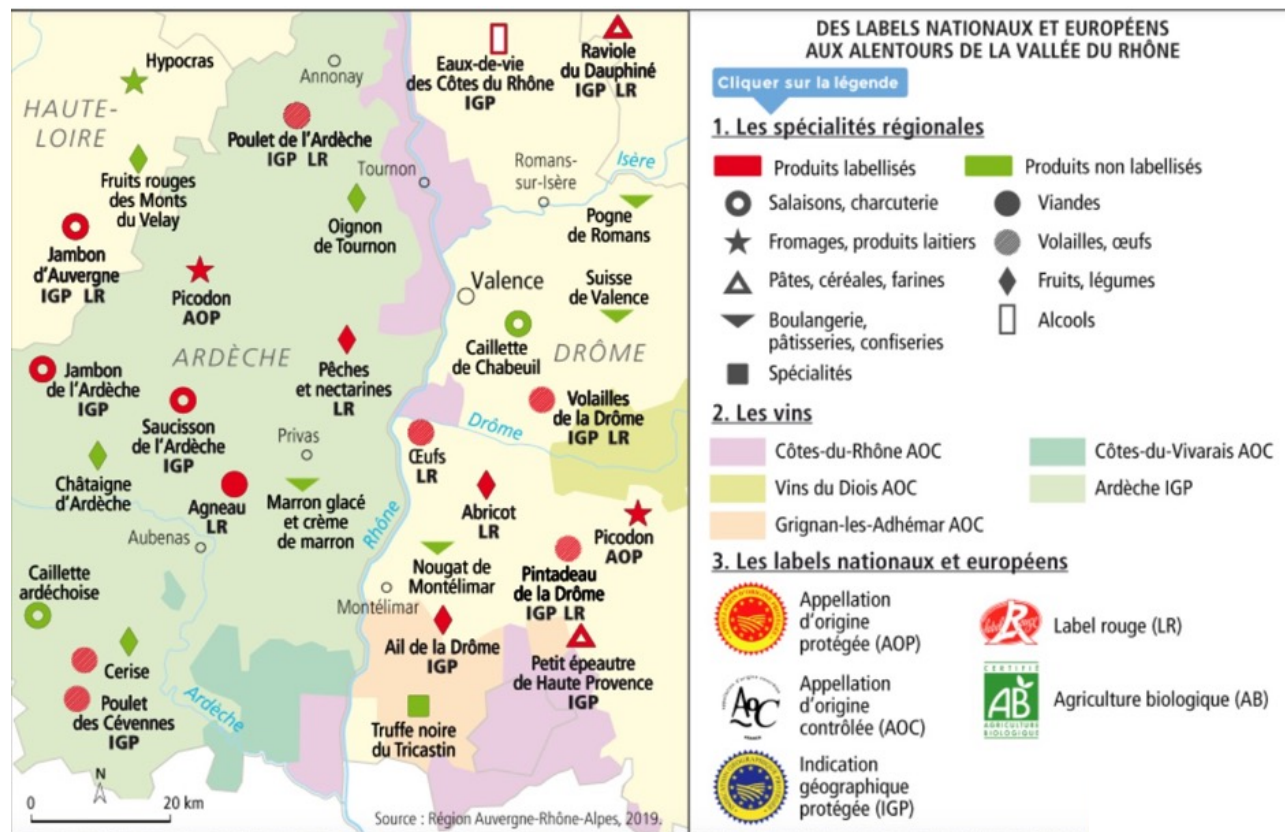 Hypocras
HAUTE-
LOIRE
Fruits rouges
des Monts
du Velay
Jambon
d'Auvergne
IGP LR
Annonay
Poulet de l'Ardèche
IGP LR
Tournon
Oignon
de Tournon
Picodon
AOP
ARDÈCHE
Pêches
et nectarines
LR
Jambon
de l'Ardèche
IGP
Saucisson
de l'Ardèche
IGP
Privas
Châtaigne
d'Ardèche
Agneau
LR
Marron glacé
et crème
de marron
Aubenas
Caillette
ardéchoise
Cerise
Poulet
des Cévennes
IGP
Ardèche
N
0 20 km
Eaux-de-vie
des Côtes du Rhône
IGP
Raviole
du Dauphiné
IGP LR
Romans-
sur-Isère
Isère
Pogne
de Romans
Valence
Suisse
de Valence
Caillette
de Chabeuil
DRÔME
Volailles
de la Drôme
IGP LR
Drôme
Œufs
LR
Rhône
Abricot
LR
Picodon
AOP
Nougat de
Montélimar
Montélimar
Pintadeau
de la Drôme
IGP LR
Ail de la Drôme
IGP
Petit épeautre
de Haute Provence
IGP
Truffe noire
du Tricastin
Source : Région Auvergne-Rhône-Alpes, 2019.
DES LABELS NATIONAUX ET EUROPÉENS
AUX ALENTOURS DE LA VALLÉE DU RHÔNE
Cliquer sur la légende
1. Les spécialités régionales
Produits labellisés
Produits non labellisés
Salaisons, charcuterie
Viandes
Fromages, produits laitiers
Volailles, œufs
Pâtes, céréales, farines
Fruits, légumes
Boulangerie,
pâtisseries, confiseries
Alcools
Spécialités
2. Les vins
Côtes-du-Rhône AOC
Côtes-du-Vivarais AOC
Vins du Diois AOC
Ardèche IGP
Grignan-les-Adhémar AOC
3. Les labels nationaux et européens
Appellation
d'origine
protégée (AOP)
Label rouge (LR)
Appellation
d'origine
contrôlée (AOC)
AOC
CERTIFIÉ
AB
AGRICULTURE
BIOLOGIQUE
Agriculture biologique (AB)
Indication
géographique
protégée (IGP)